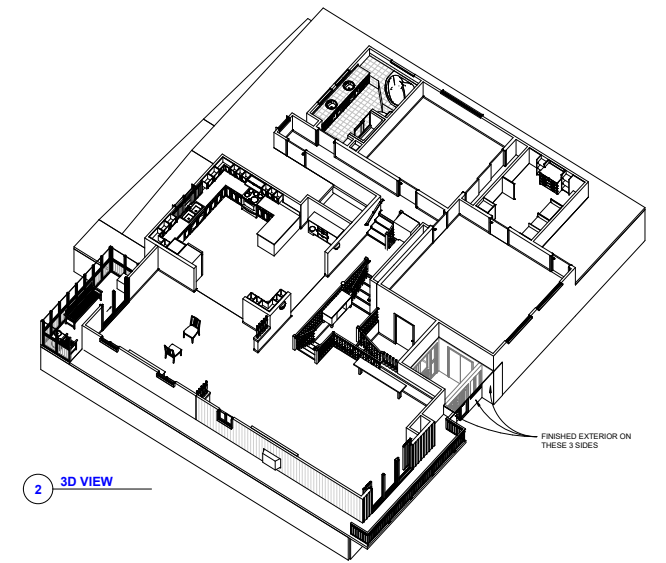 FINISHED EXTERIOR ON
THESE 3 SIDES
2
3D VIEW